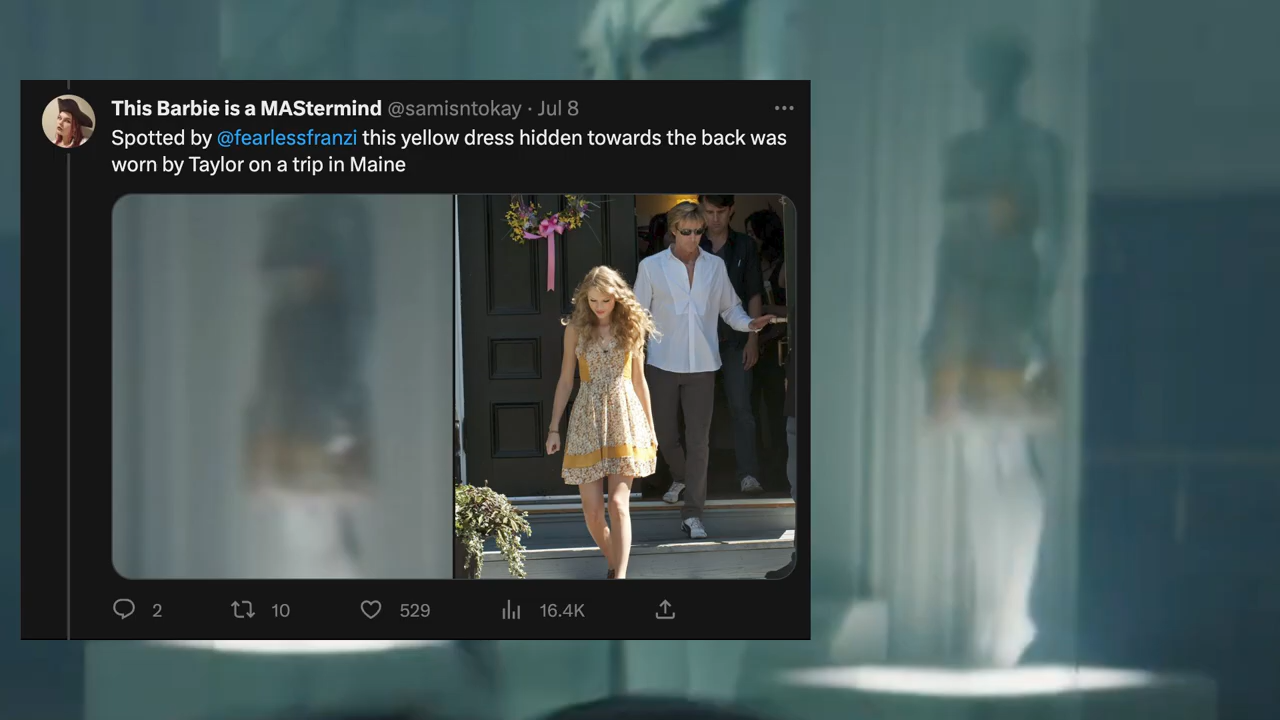 This Barbie is a MAStermind @samisntokay · Jul 8
Spotted by @fearlessfranzi this yellow dress hidden towards the back was
worn by Taylor on a trip in Maine
2 10 529 16.4K